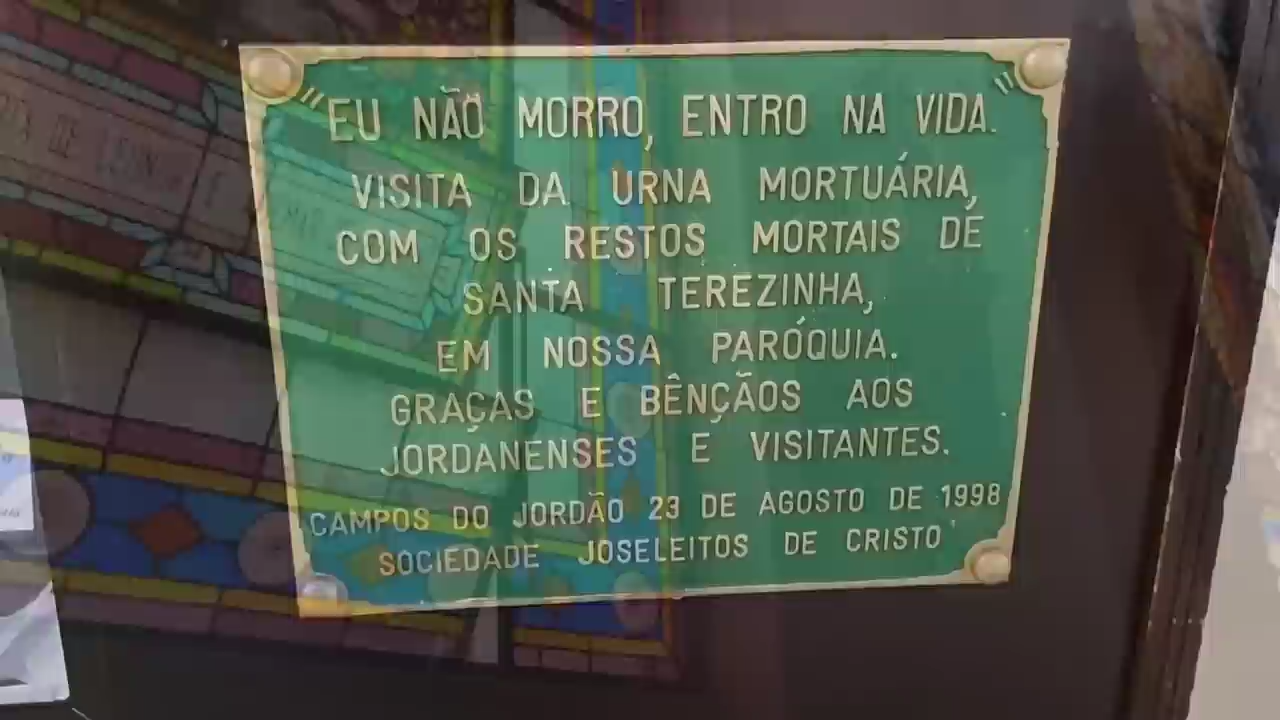 "EU NÃO MORRO, ENTRO NA VIDA."
VISITA DA URNA MORTUÁRIA,
COM OS RESTOS MORTAIS DE
SANTA TEREZINHA,
EM NOSSA PARÓQUIA.
GRAÇAS E BÊNÇÃOS AOS
JORDANENSES E VISITANTES.
CAMPOS DO JORDÃO 23 DE AGOSTO DE 1998
SOCIEDADE JOSELEITOS DE CRISTO